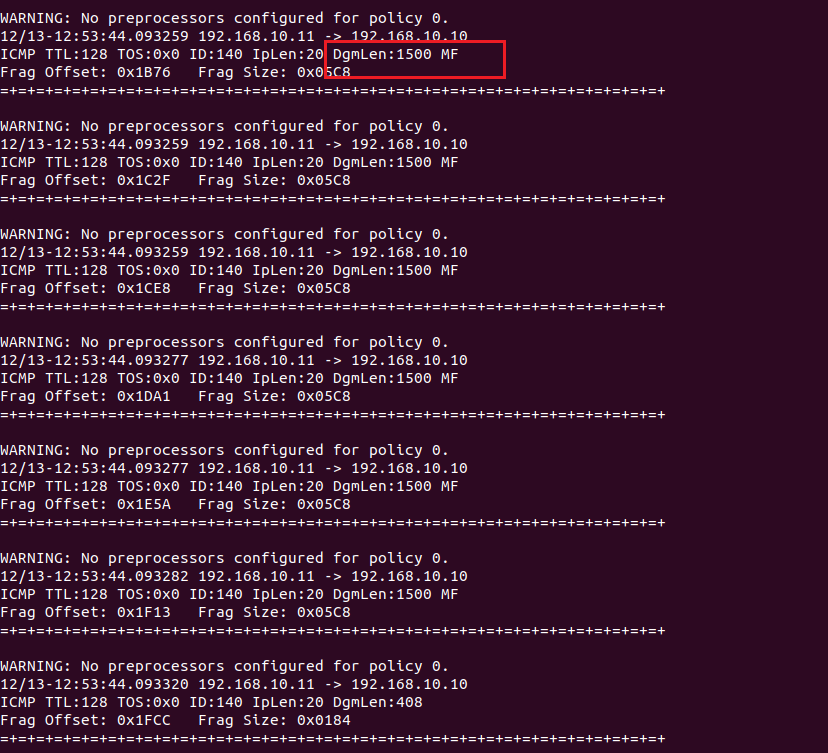 WARNING: No preprocessors configured for policy 0.
12/13-12:53:44.093259 192.168.10.11 -> 192.168.10.10
ICMP TTL:128 TOS:0x0 ID:140 IpLen:20 DgmLen:1500 MF
Frag Offset: 0x1B76   Frag Size: 0x05C8
=+=+=+=+=+=+=+=+=+=+=+=+=+=+=+=+=+=+=+=+=+=+=+=+=+=+=+=+=+=+=+=+=+=+=+=+=+
WARNING: No preprocessors configured for policy 0.
12/13-12:53:44.093259 192.168.10.11 -> 192.168.10.10
ICMP TTL:128 TOS:0x0 ID:140 IpLen:20 DgmLen:1500 MF
Frag Offset: 0x1C2F   Frag Size: 0x05C8
=+=+=+=+=+=+=+=+=+=+=+=+=+=+=+=+=+=+=+=+=+=+=+=+=+=+=+=+=+=+=+=+=+=+=+=+=+
WARNING: No preprocessors configured for policy 0.
12/13-12:53:44.093259 192.168.10.11 -> 192.168.10.10
ICMP TTL:128 TOS:0x0 ID:140 IpLen:20 DgmLen:1500 MF
Frag Offset: 0x1CE8   Frag Size: 0x05C8
=+=+=+=+=+=+=+=+=+=+=+=+=+=+=+=+=+=+=+=+=+=+=+=+=+=+=+=+=+=+=+=+=+=+=+=+=+
WARNING: No preprocessors configured for policy 0.
12/13-12:53:44.093277 192.168.10.11 -> 192.168.10.10
ICMP TTL:128 TOS:0x0 ID:140 IpLen:20 DgmLen:1500 MF
Frag Offset: 0x1DA1   Frag Size: 0x05C8
=+=+=+=+=+=+=+=+=+=+=+=+=+=+=+=+=+=+=+=+=+=+=+=+=+=+=+=+=+=+=+=+=+=+=+=+=+
WARNING: No preprocessors configured for policy 0.
12/13-12:53:44.093277 192.168.10.11 -> 192.168.10.10
ICMP TTL:128 TOS:0x0 ID:140 IpLen:20 DgmLen:1500 MF
Frag Offset: 0x1E5A   Frag Size: 0x05C8
=+=+=+=+=+=+=+=+=+=+=+=+=+=+=+=+=+=+=+=+=+=+=+=+=+=+=+=+=+=+=+=+=+=+=+=+=+
WARNING: No preprocessors configured for policy 0.
12/13-12:53:44.093282 192.168.10.11 -> 192.168.10.10
ICMP TTL:128 TOS:0x0 ID:140 IpLen:20 DgmLen:1500 MF
Frag Offset: 0x1F13   Frag Size: 0x05C8
=+=+=+=+=+=+=+=+=+=+=+=+=+=+=+=+=+=+=+=+=+=+=+=+=+=+=+=+=+=+=+=+=+=+=+=+=+
WARNING: No preprocessors configured for policy 0.
12/13-12:53:44.093320 192.168.10.11 -> 192.168.10.10
ICMP TTL:128 TOS:0x0 ID:140 IpLen:20 DgmLen:408
Frag Offset: 0x1FCC   Frag Size: 0x0184
=+=+=+=+=+=+=+=+=+=+=+=+=+=+=+=+=+=+=+=+=+=+=+=+=+=+=+=+=+=+=+=+=+=+=+=+=+